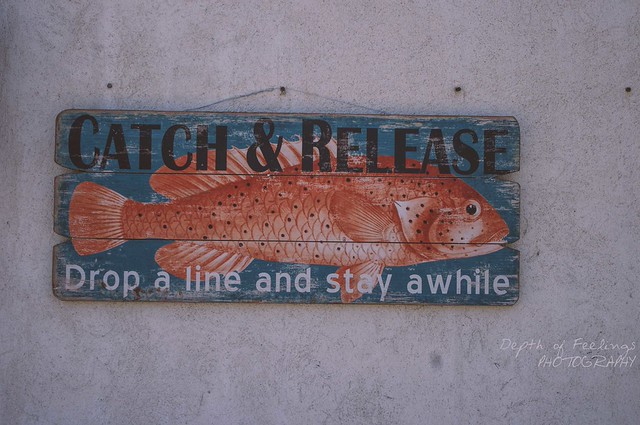 CATCH & RELEASE
Drop a line and stay awhile
Depth of Feelings
PHOTOGRAPHY